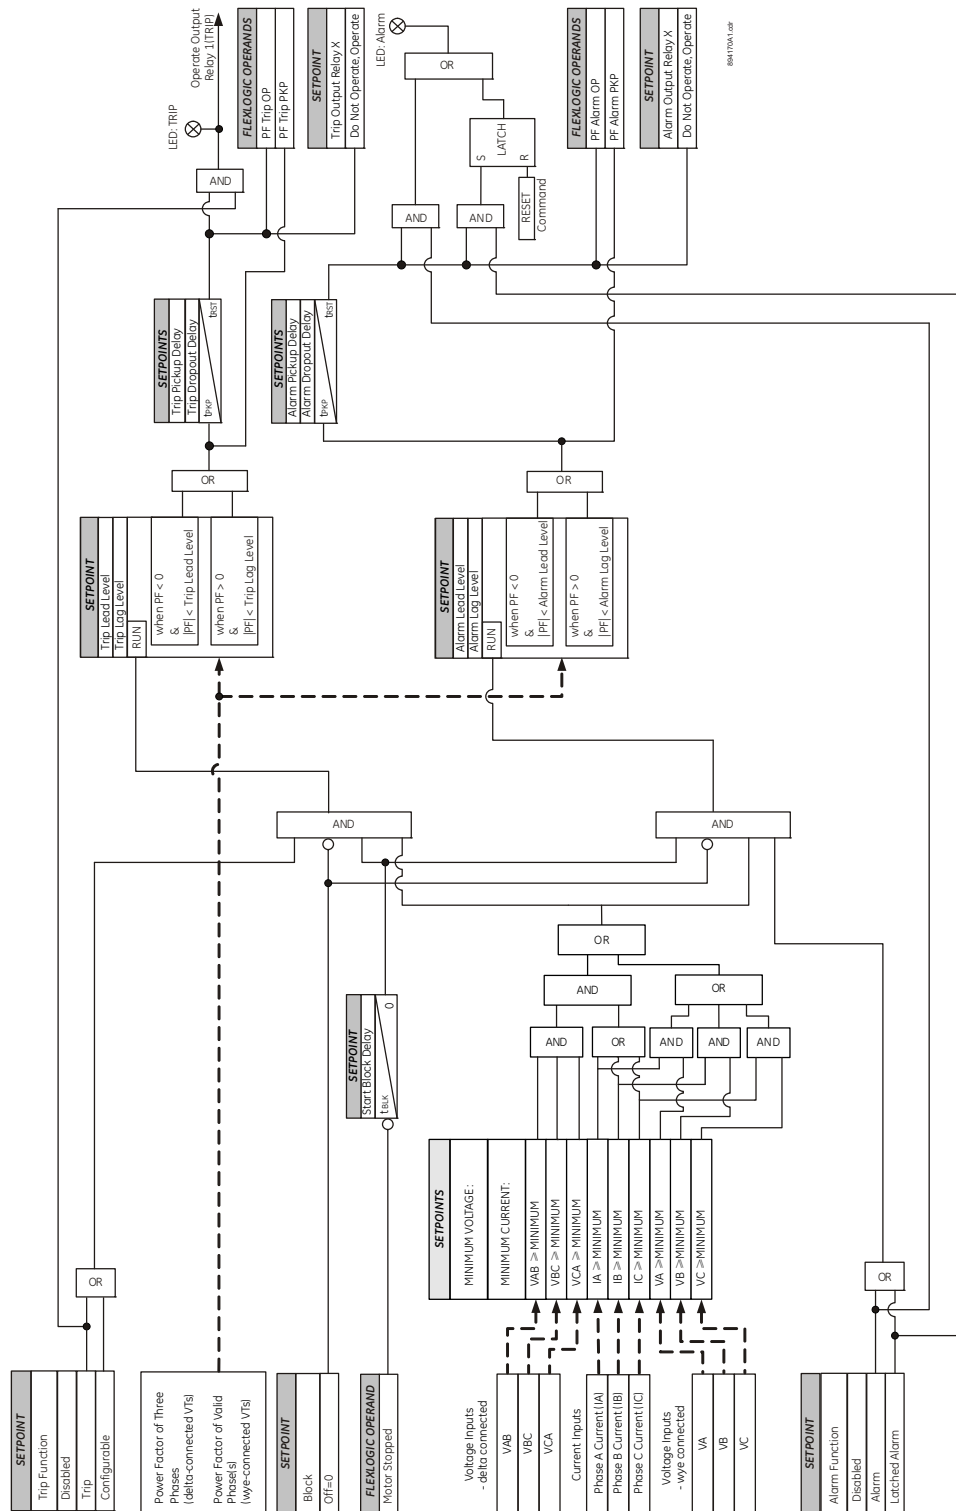 SETPOINT
Trip Function
Disabled
Trip
Configurable
OR
Power Factor of Three
Phases
(delta-connected VTs)
Power Factor of Valid
Phase(s)
(wye-connected VTs)
SETPOINT
Block
Off=0
FLEXLOGIC OPERAND
Motor Stopped
SETPOINT
Start Block Delay
tBLK
0
Voltage Inputs
- delta connected
VAB
VBC
VCA
Current Inputs
Phase A Current (IA)
Phase B Current (IB)
Phase C Current (IC)
Voltage Inputs
- wye connected
VA
VB
VC
SETPOINTS
MINIMUM VOLTAGE:
MINIMUM CURRENT:
VAB ⩾ MINIMUM
VBC ⩾ MINIMUM
VCA ⩾ MINIMUM
IA ⩾ MINIMUM
IB ⩾ MINIMUM
IC ⩾ MINIMUM
VA ⩾MINIMUM
VB ⩾MINIMUM
VC ⩾MINIMUM
AND
OR
AND
AND
AND
AND
OR
OR
SETPOINT
Alarm Function
Disabled
Alarm
Latched Alarm
OR
AND
AND
SETPOINT
Trip Lead Level
Trip Lag Level
RUN
when PF < 0
&
|PF| < Trip Lead Level
when PF > 0
&
|PF| < Trip Lag Level
OR
SETPOINT
Alarm Lead Level
Alarm Lag Level
RUN
when PF < 0
&
|PF| < Alarm Lead Level
when PF > 0
&
|PF| < Alarm Lag Level
OR
SETPOINTS
Trip Pickup Delay
Trip Dropout Delay
tPKP
tRST
SETPOINTS
Alarm Pickup Delay
Alarm Dropout Delay
tPKP
tRST
AND
LED: TRIP
Operate Output
Relay 1 (TRIP)
FLEXLOGIC OPERANDS
PF Trip OP
PF Trip PKP
SETPOINT
Trip Output Relay X
Do Not Operate, Operate
AND
AND
RESET
Command
S
LATCH
R
OR
LED: Alarm
FLEXLOGIC OPERANDS
PF Alarm OP
PF Alarm PKP
SETPOINT
Alarm Output Relay X
Do Not Operate, Operate
894170A1.cdr